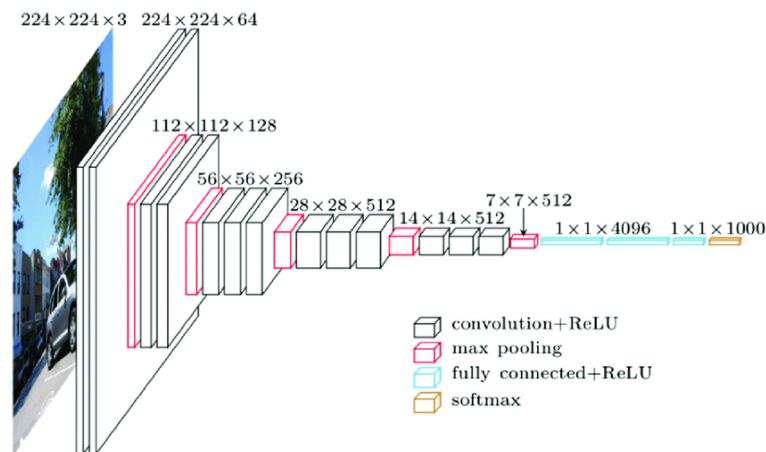 224×224×3
224×224×64
112×112×128
56×56×256
28×28×512
14×14×512
7×7×512
1×1×4096
1×1×1000
convolution+ReLU
max pooling
fully connected+ReLU
softmax